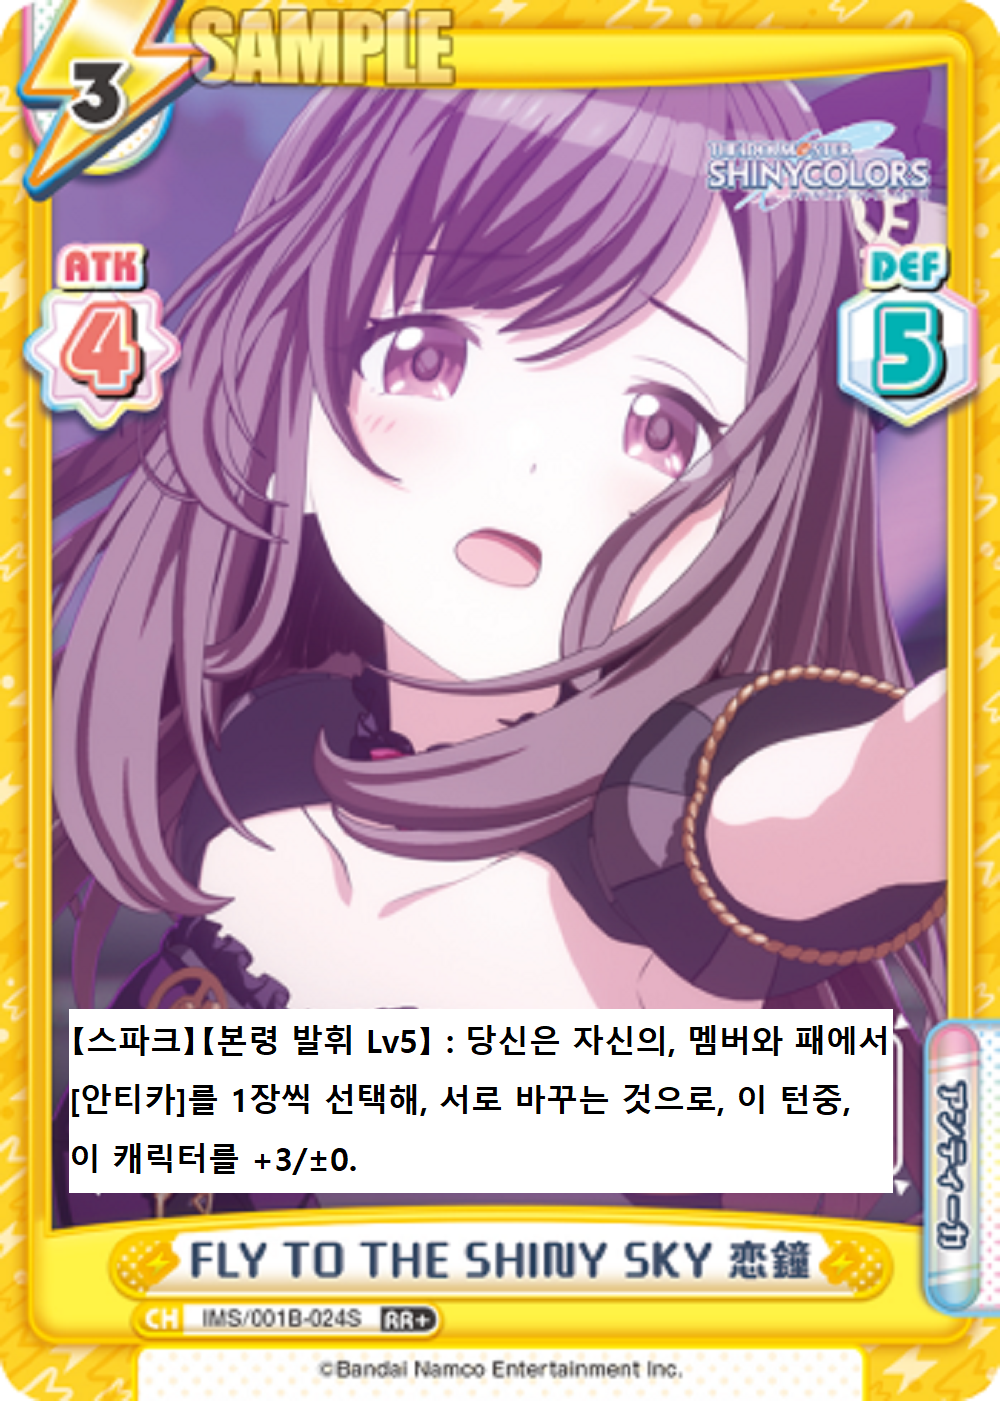 3
SAMPLE
THE IDOLM@STER
SHINYCOLORS
ATK
4
DEF
5
【스파크】【본령 발휘 Lv5】 : 당신은 자신의, 멤버와 패에서
[안티카]를 1장씩 선택해, 서로 바꾸는 것으로, 이 턴중,
이 캐릭터를 +3/±0.
アンティーカ
FLY TO THE SHINY SKY 恋鐘
CH IMS/001B-024S RR+
©Bandai Namco Entertainment Inc.